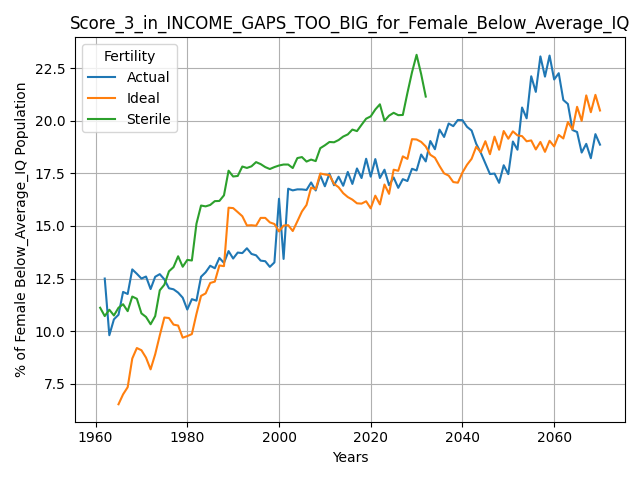 Score_3_in_INCOME_GAPS_TOO_BIG_for_Female_Below_Average_IQ
Fertility
Actual
Ideal
Sterile
% of Female Below_Average_IQ Population
22.5
20.0
17.5
15.0
12.5
10.0
7.5
1960 1980 2000 2020 2040 2060
Years